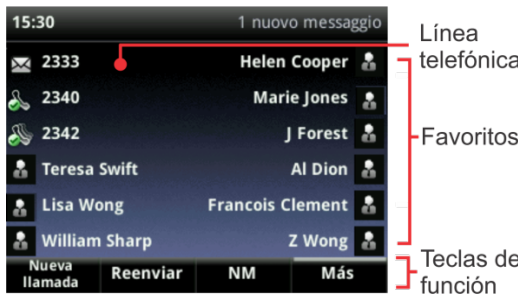 15:30 1 nuovo messaggio
Línea
telefónica
2333 Helen Cooper
2340 Marie Jones
2342 J Forest
Favoritos
Teresa Swift Al Dion
Lisa Wong Francois Clement
William Sharp Z Wong
Nueva
llamada Reenviar NM Más
Teclas de
función